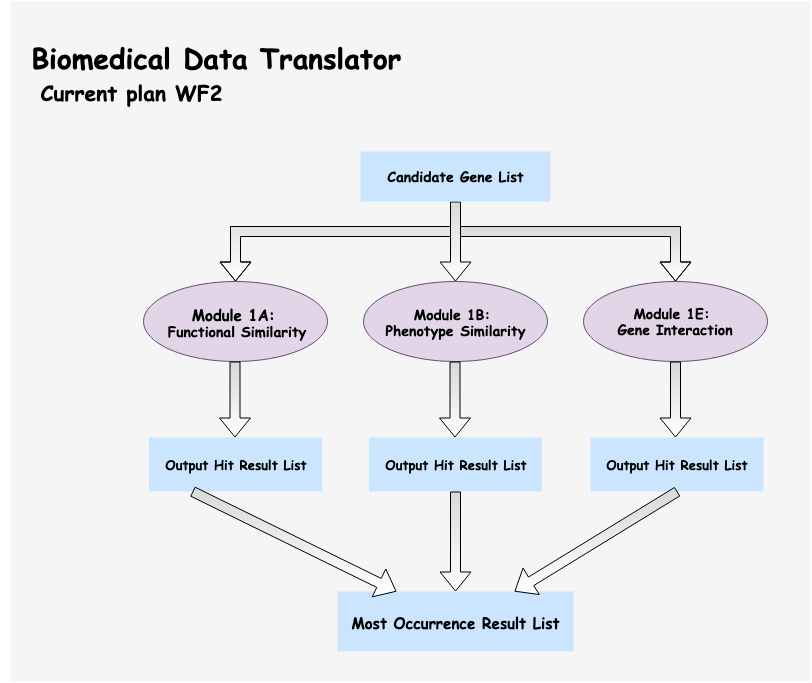 Biomedical Data Translator
Current plan WF2
Candidate Gene List
Module 1A:
Functional Similarity
Module 1B:
Phenotype Similarity
Module 1E:
Gene Interaction
Output Hit Result List
Output Hit Result List
Output Hit Result List
Most Occurrence Result List